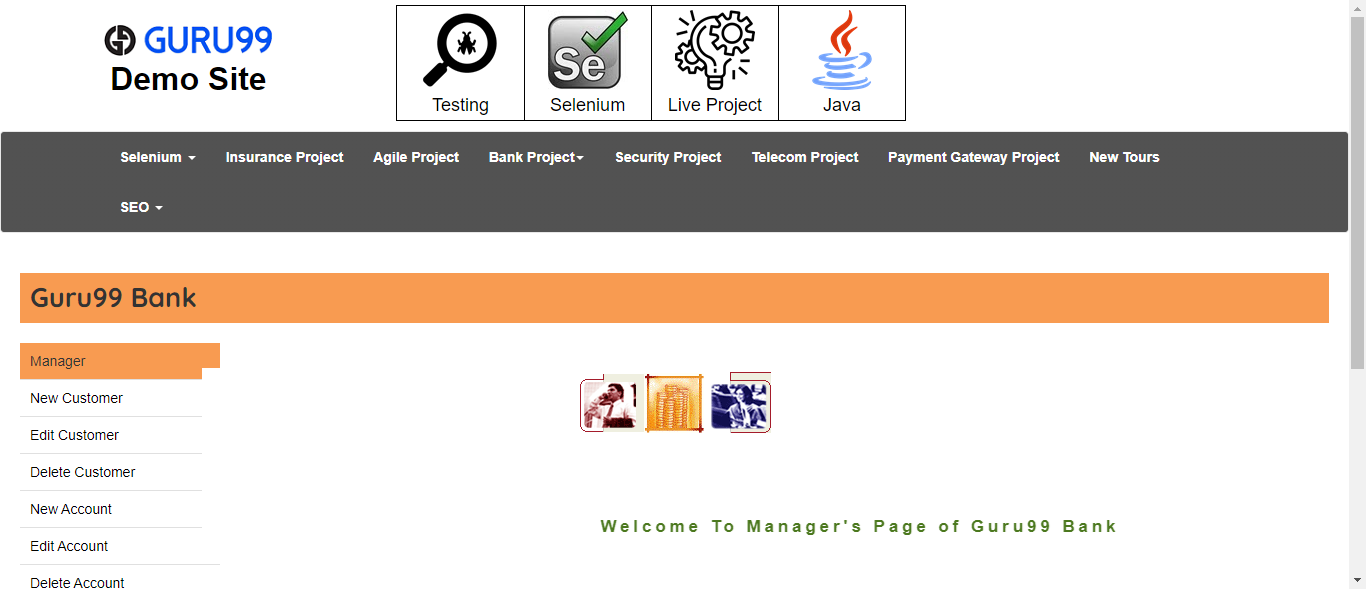 GURU99
Demo Site
Se
Testing
Selenium
Live Project
Java
Selenium
Insurance Project
Agile Project
Bank Project
Security Project
Telecom Project
Payment Gateway Project
New Tours
SEO
Guru99 Bank
Manager
New Customer
Edit Customer
Delete Customer
New Account
Edit Account
Delete Account
Welcome To Manager's Page of Guru99 Bank